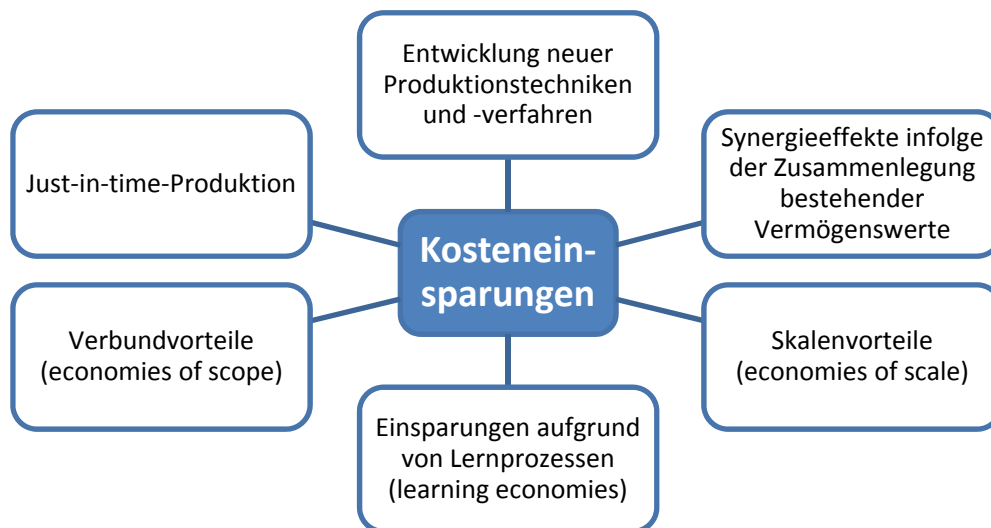 Entwicklung neuer
Produktionstechniken
und -verfahren
Synergieeffekte infolge
der Zusammenlegung
bestehender
Vermögenswerte
Just-in-time-Produktion
Kostenein-
sparungen
Verbundvorteile
(economies of scope)
Skalenvorteile
(economies of scale)
Einsparungen aufgrund
von Lernprozessen
(learning economies)